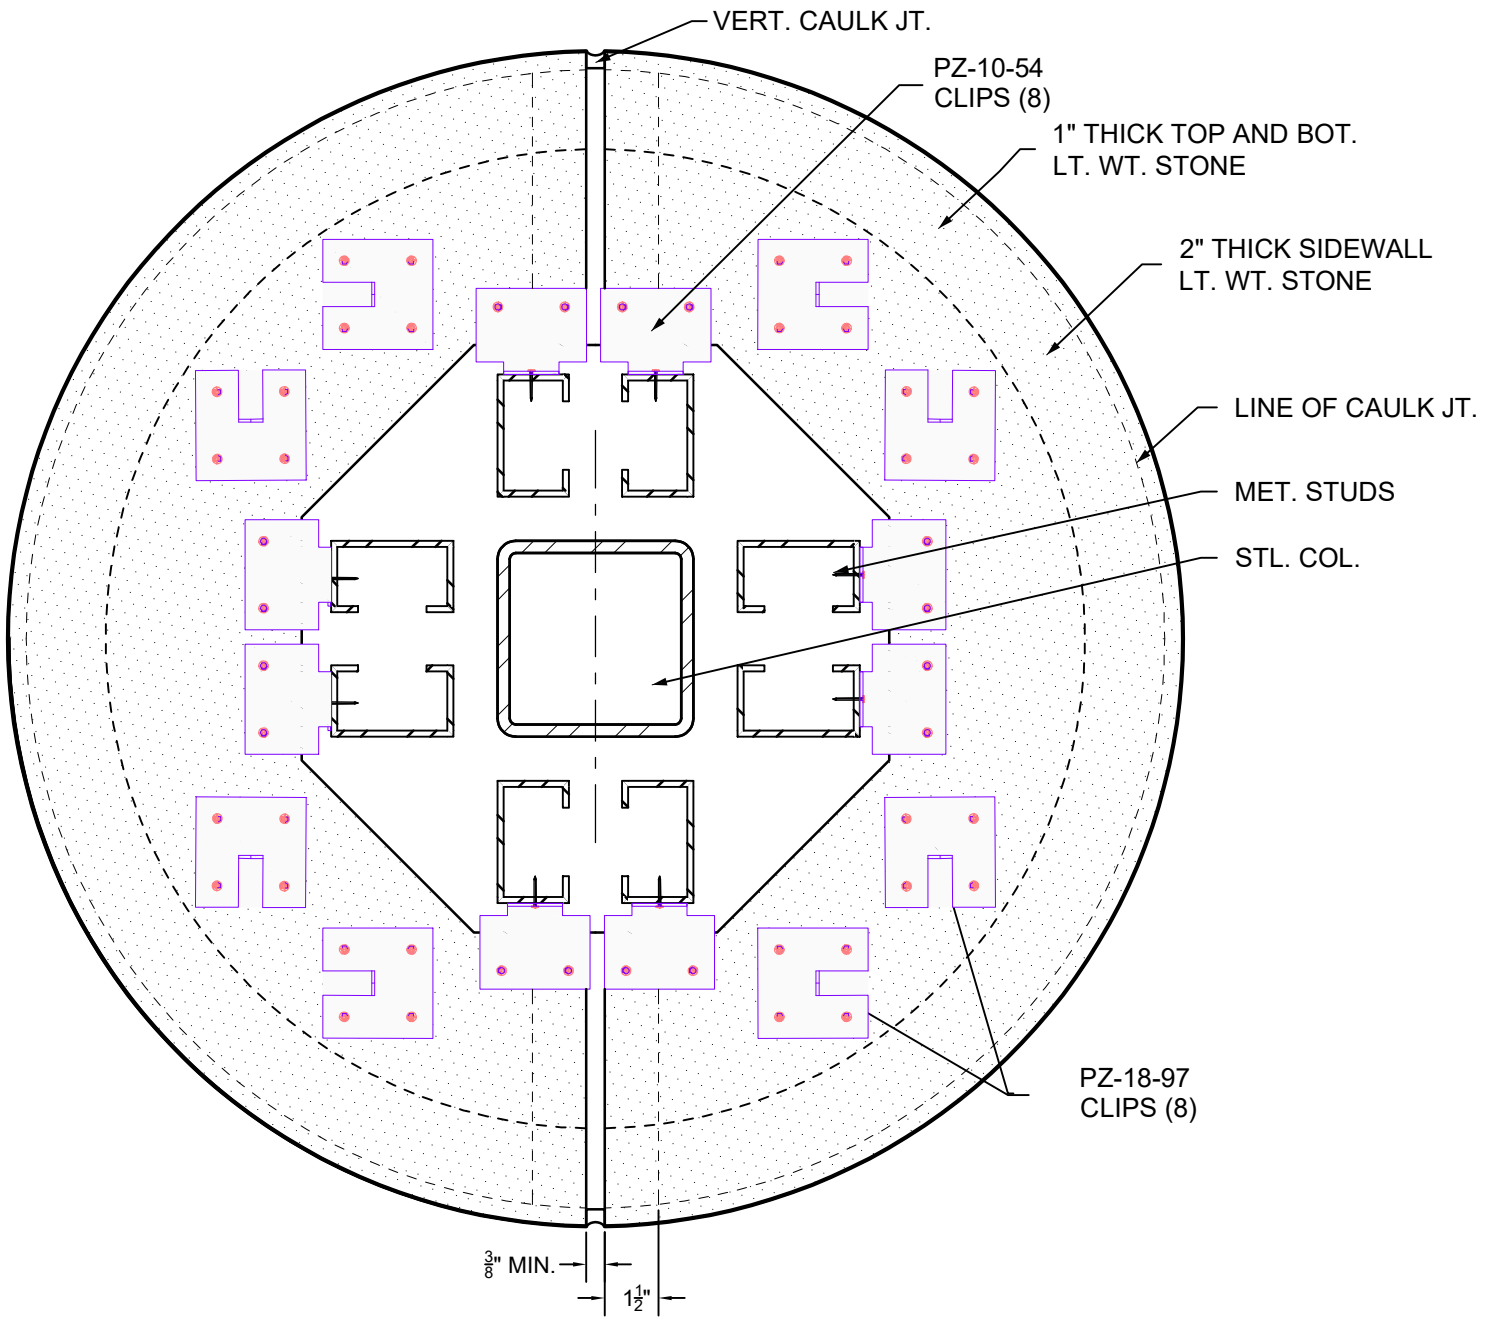 VERT. CAULK JT.
PZ-10-54
CLIPS (8)
1" THICK TOP AND BOT.
LT. WT. STONE
2" THICK SIDEWALL
LT. WT. STONE
LINE OF CAULK JT.
MET. STUDS
STL. COL.
PZ-18-97
CLIPS (8)
3/8" MIN.
1 1/2"